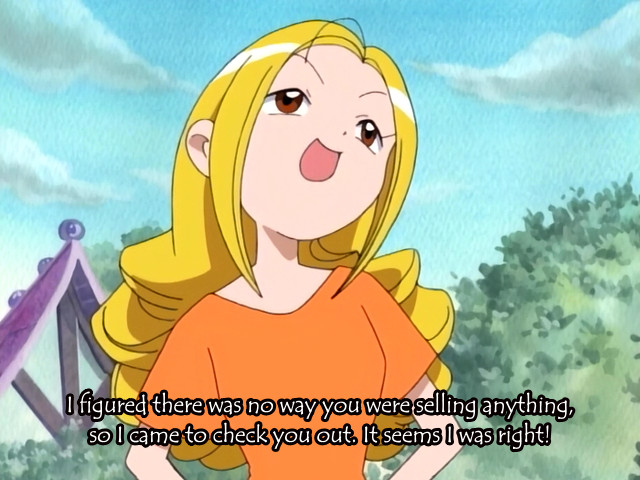 I figured there was no way you were selling anything,
so I came to check you out. It seems I was right!